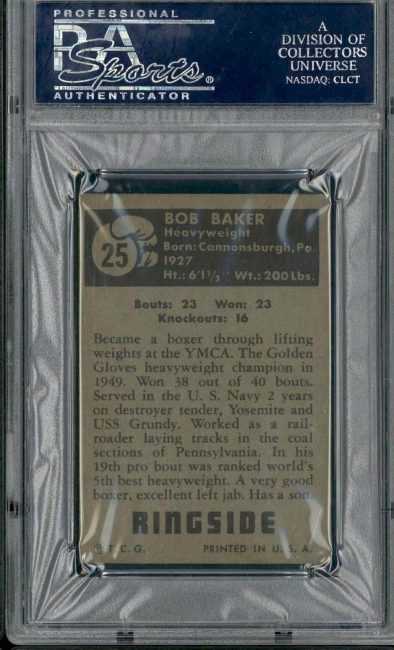 PROFESSIONAL
PSA
Sports
®
AUTHENTICATOR
A
DIVISION OF
COLLECTORS
UNIVERSE
NASDAQ: CLCT
25
BOB BAKER
Heavyweight
Born: Cannonsburgh, Pa.
1927
Ht.: 6'1½" Wt.: 200 Lbs.
Bouts: 23 Won: 23
Knockouts: 16
Became a boxer through lifting
weights at the YMCA. The Golden
Gloves heavyweight champion in
1949. Won 38 out of 40 bouts.
Served in the U. S. Navy 2 years
on destroyer tender, Yosemite and
USS Grundy. Worked as a rail-
roader laying tracks in the coal
sections of Pennsylvania. In his
19th pro bout was ranked world's
5th best heavyweight. A very good
boxer, excellent left jab. Has a son.
RINGSIDE
© T. C. G. PRINTED IN U. S. A.